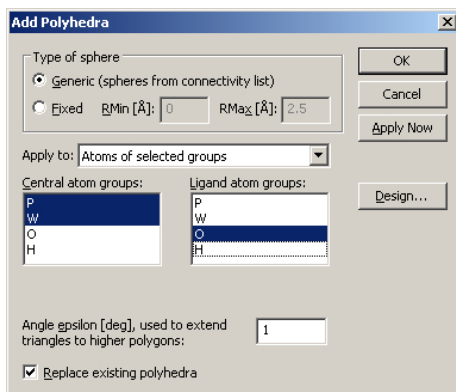 Add Polyhedra
Type of sphere
Generic (spheres from connectivity list)
Fixed RMin [Å]: 0 RMax [Å]: 2.5
Apply to: Atoms of selected groups
Central atom groups: Ligand atom groups:
P P
W W
O O
H H
Angle epsilon [deg], used to extend
triangles to higher polygons: 1
Replace existing polyhedra
OK
Cancel
Apply Now
Design...